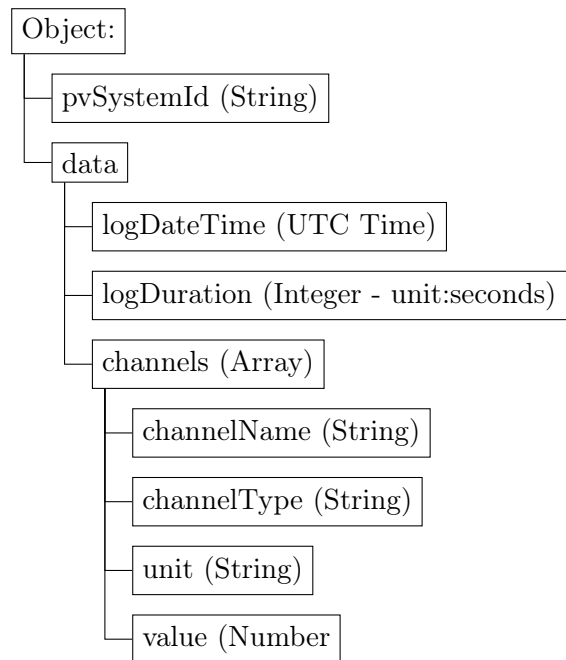 Object:
pvSystemId (String)
data
logDateTime (UTC Time)
logDuration (Integer - unit:seconds)
channels (Array)
channelName (String)
channelType (String)
unit (String)
value (Number